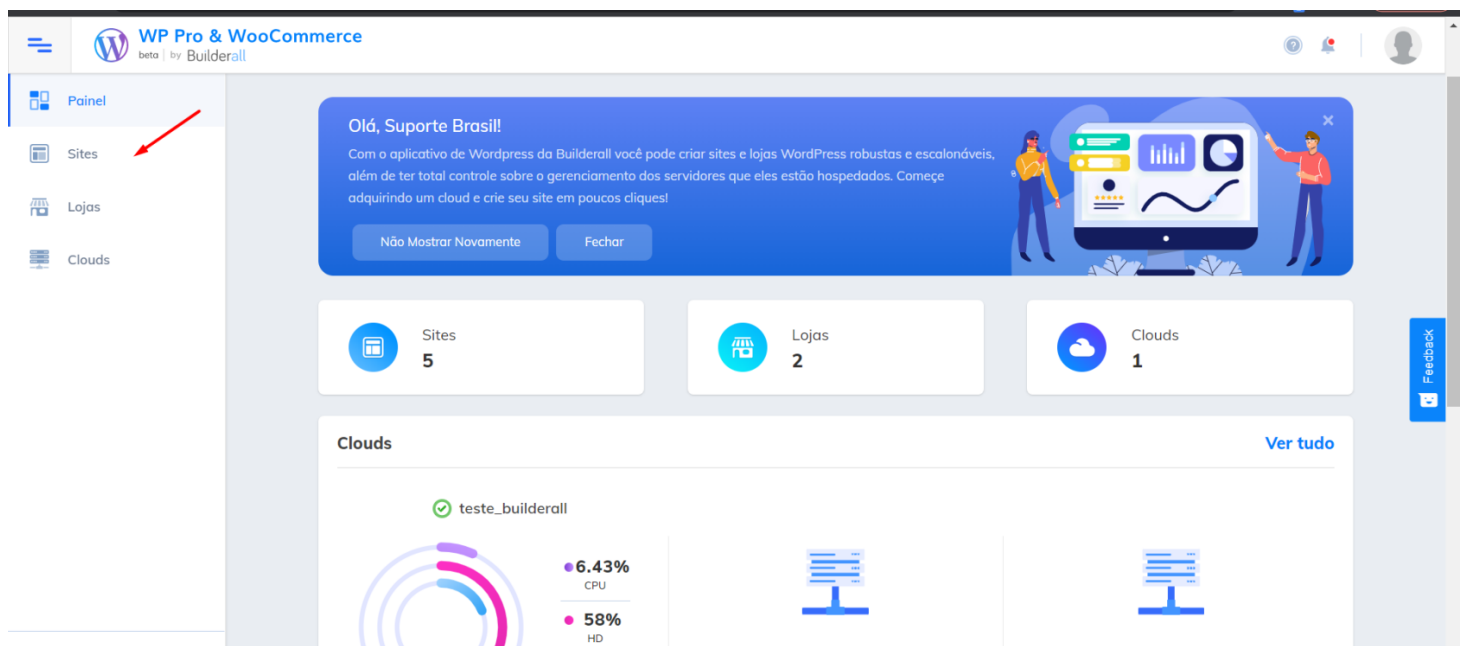 WP Pro & WooCommerce
beta | by Builderall
Painel
Sites
Lojas
Clouds
Olá, Suporte Brasil!
Com o aplicativo de Wordpress da Builderall você pode criar sites e lojas WordPress robustas e escalonáveis,
além de ter total controle sobre o gerenciamento dos servidores que eles estão hospedados. Começe
adquirindo um cloud e crie seu site em poucos cliques!
Não Mostrar Novamente
Fechar
Sites
5
Lojas
2
Clouds
1
Feedback
Clouds
Ver tudo
teste_builderall
6.43%
CPU
58%
HD